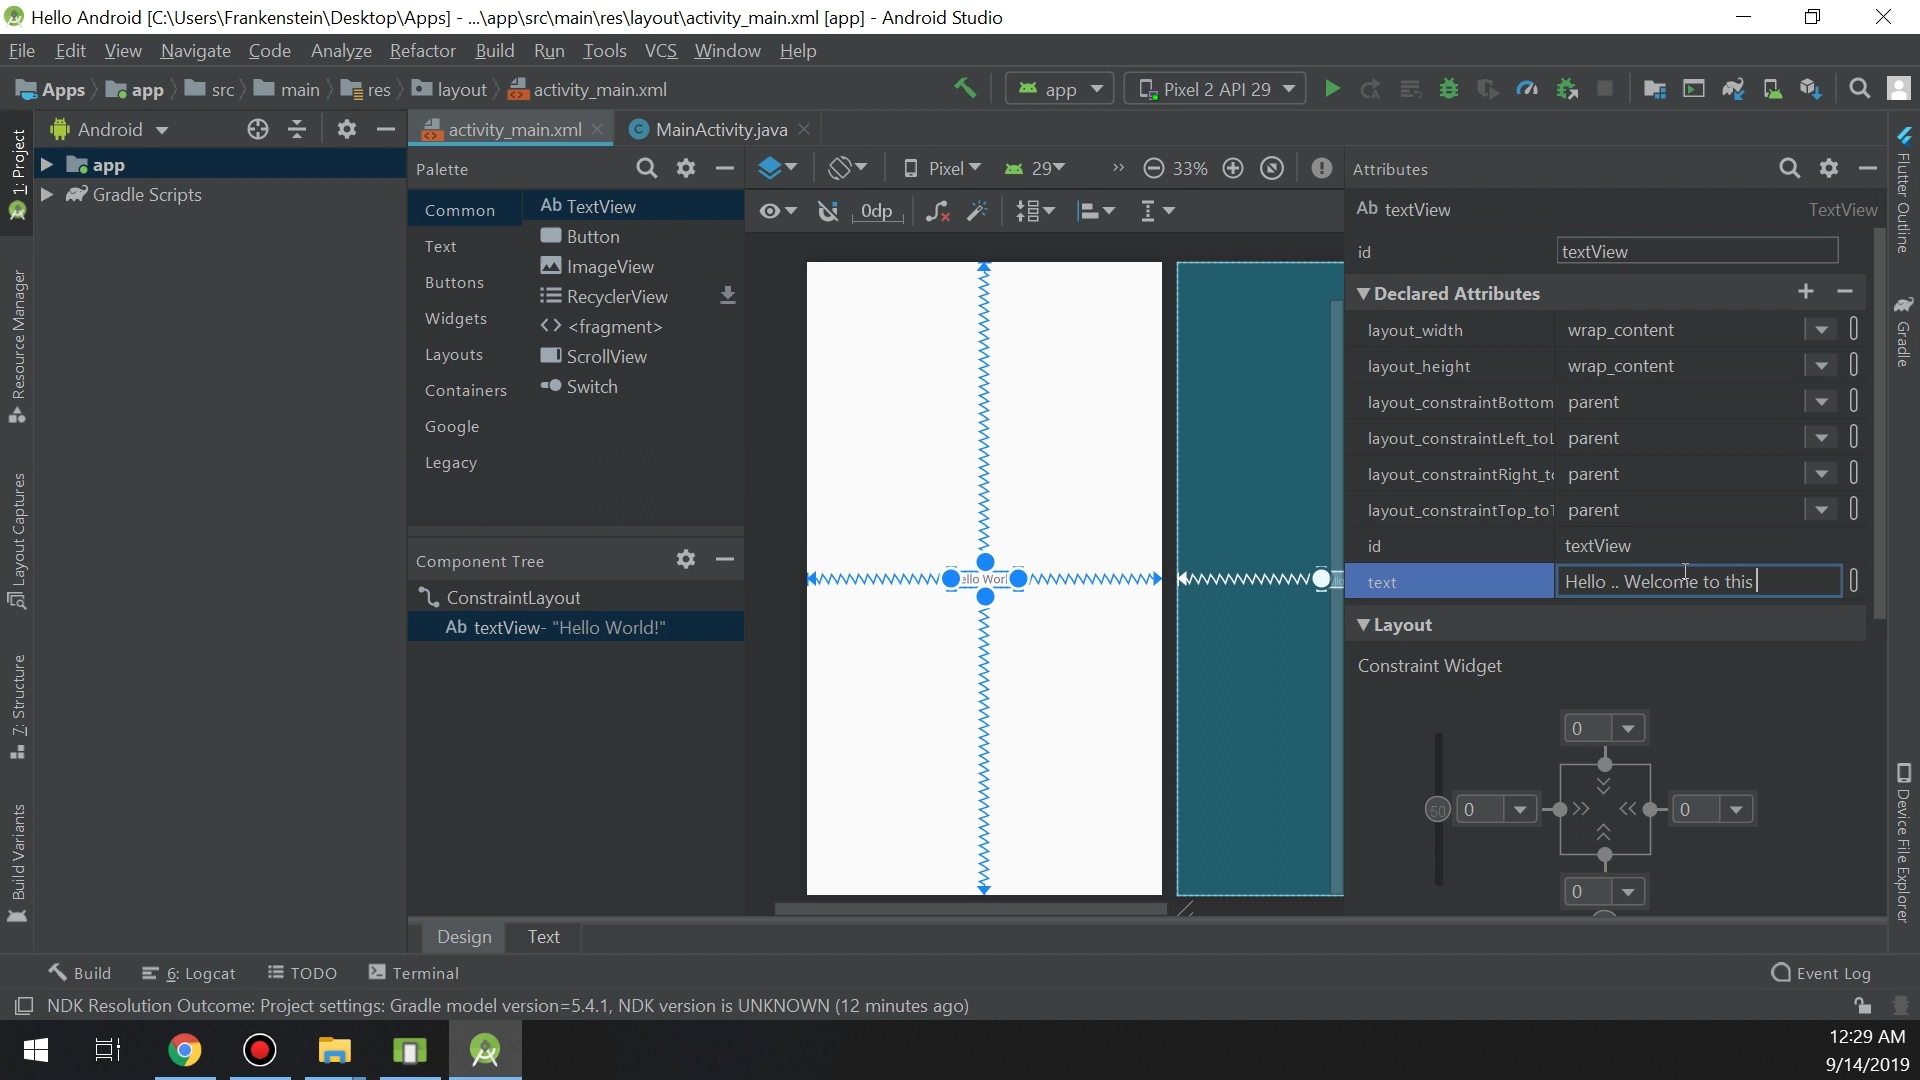 Hello Android [C:\Users\Frankenstein\Desktop\Apps] - ...\app\src\main\res\layout\activity_main.xml [app] - Android Studio
File Edit View Navigate Code Analyze Refactor Build Run Tools VCS Window Help
Apps app src main res layout activity_main.xml app Pixel 2 API 29
1: Project
Resource Manager
Layout Captures
7: Structure
Build Variants
Android
app
Gradle Scripts
activity_main.xml MainActivity.java
Palette
Common
Text
Buttons
Widgets
Layouts
Containers
Google
Legacy
Ab TextView
Button
ImageView
RecyclerView
<fragment>
ScrollView
Switch
Component Tree
ConstraintLayout
Ab textView- "Hello World!"
Pixel 29 » 33%
0dp
ello Worl
Attributes
Ab textView TextView
id textView
Declared Attributes
layout_width wrap_content
layout_height wrap_content
layout_constraintBottom parent
layout_constraintLeft_toL parent
layout_constraintRight_to parent
layout_constraintTop_toT parent
id textView
text Hello .. Welcome to this
Layout
Constraint Widget
0
50 0 0
0
Flutter Outline
Gradle
Device File Explorer
Design Text
Build 6: Logcat TODO Terminal Event Log
NDK Resolution Outcome: Project settings: Gradle model version=5.4.1, NDK version is UNKNOWN (12 minutes ago)
12:29 AM
9/14/2019